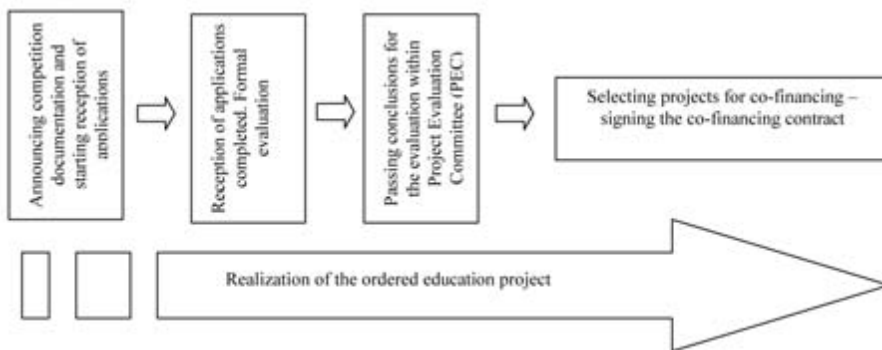 Announcing competition
documentation and
starting reception of
applications
Reception of applications
completed. Formal
evaluation
Passing conclusions for
the evaluation within
Project Evaluation
Committee (PEC)
Selecting projects for co-financing –
signing the co-financing contract
Realization of the ordered education project